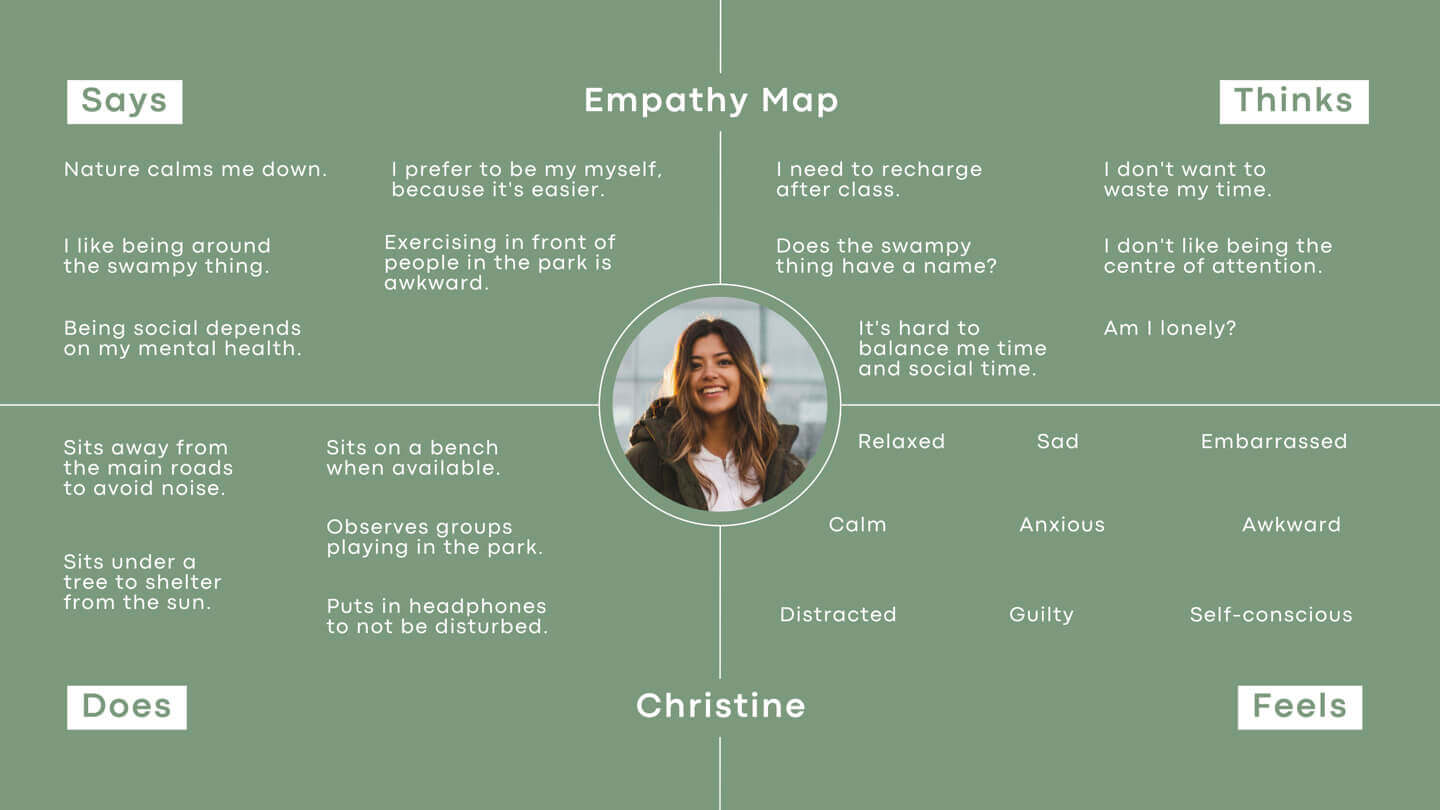 Empathy Map
Says
Nature calms me down.
I like being around
the swampy thing.
Being social depends
on my mental health.
I prefer to be my myself,
because it's easier.
Exercising in front of
people in the park is
awkward.
Thinks
I need to recharge
after class.
Does the swampy
thing have a name?
It's hard to
balance me time
and social time.
I don't want to
waste my time.
I don't like being the
centre of attention.
Am I lonely?
Sits away from
the main roads
to avoid noise.
Sits under a
tree to shelter
from the sun.
Sits on a bench
when available.
Observes groups
playing in the park.
Puts in headphones
to not be disturbed.
Does
Relaxed
Sad
Embarrassed
Calm
Anxious
Awkward
Distracted
Guilty
Self-conscious
Feels
Christine